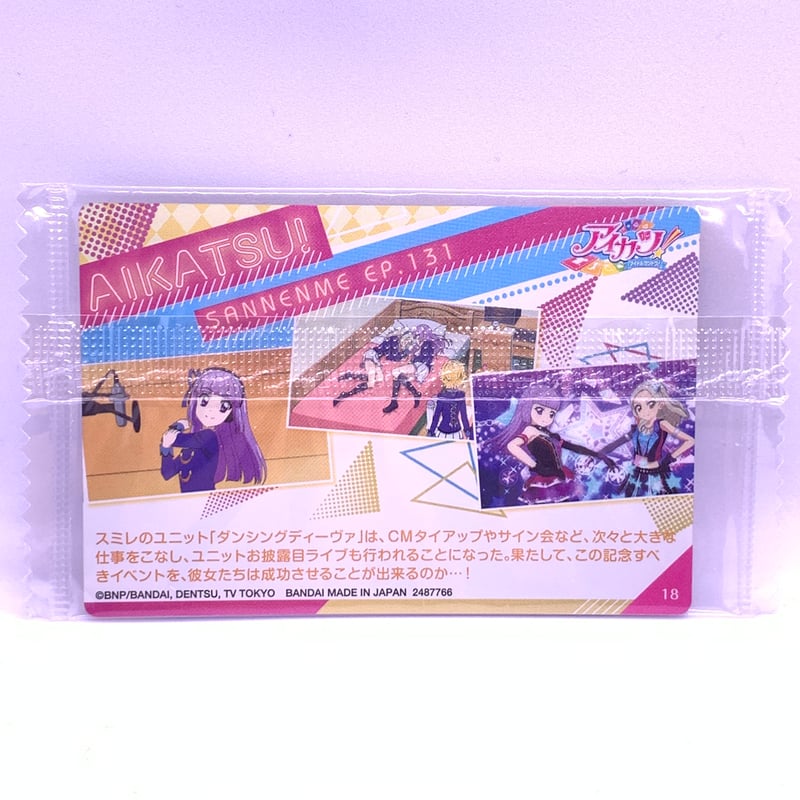 AIKATSU!
SANNENME EP.131
アイカツ!
スミレのユニット「ダンシングディーヴァ」は、CMタイアップやサイン会など、次々と大きな
仕事をこなし、ユニットお披露目ライブも行われることになった。果たして、この記念すべ
きイベントを、彼女たちは成功させることが出来るのか…!
©BNP/BANDAI, DENTSU, TV TOKYO BANDAI MADE IN JAPAN 2487766
18